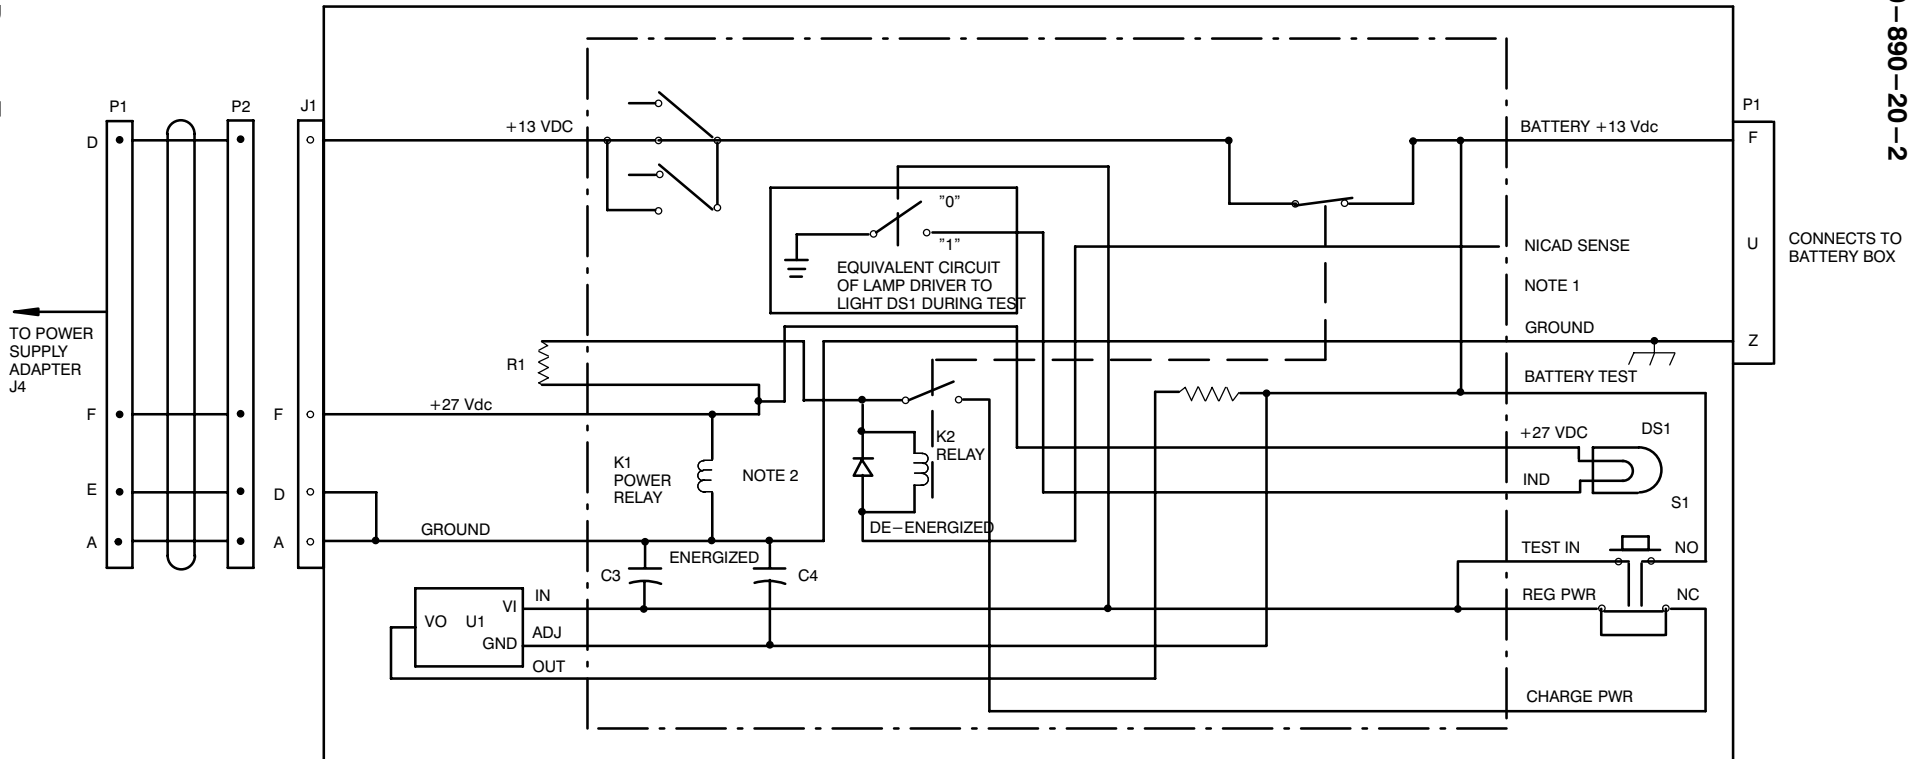 –890–20–2
P1
P2
J1
P1
+13 VDC
BATTERY +13 Vdc
D
F
"0"
"1"
EQUIVALENT CIRCUIT
OF LAMP DRIVER TO
LIGHT DS1 DURING TEST
NICAD SENSE
U
CONNECTS TO
BATTERY BOX
NOTE 1
TO POWER
SUPPLY
ADAPTER
J4
GROUND
Z
R1
BATTERY TEST
+27 Vdc
F
F
K2
RELAY
+27 VDC
DS1
K1
POWER
RELAY
NOTE 2
IND
S1
E
D
DE–ENERGIZED
GROUND
A
A
ENERGIZED
TEST IN
NO
C3
C4
VI
IN
REG PWR
NC
VO
U1
GND
ADJ
OUT
CHARGE PWR